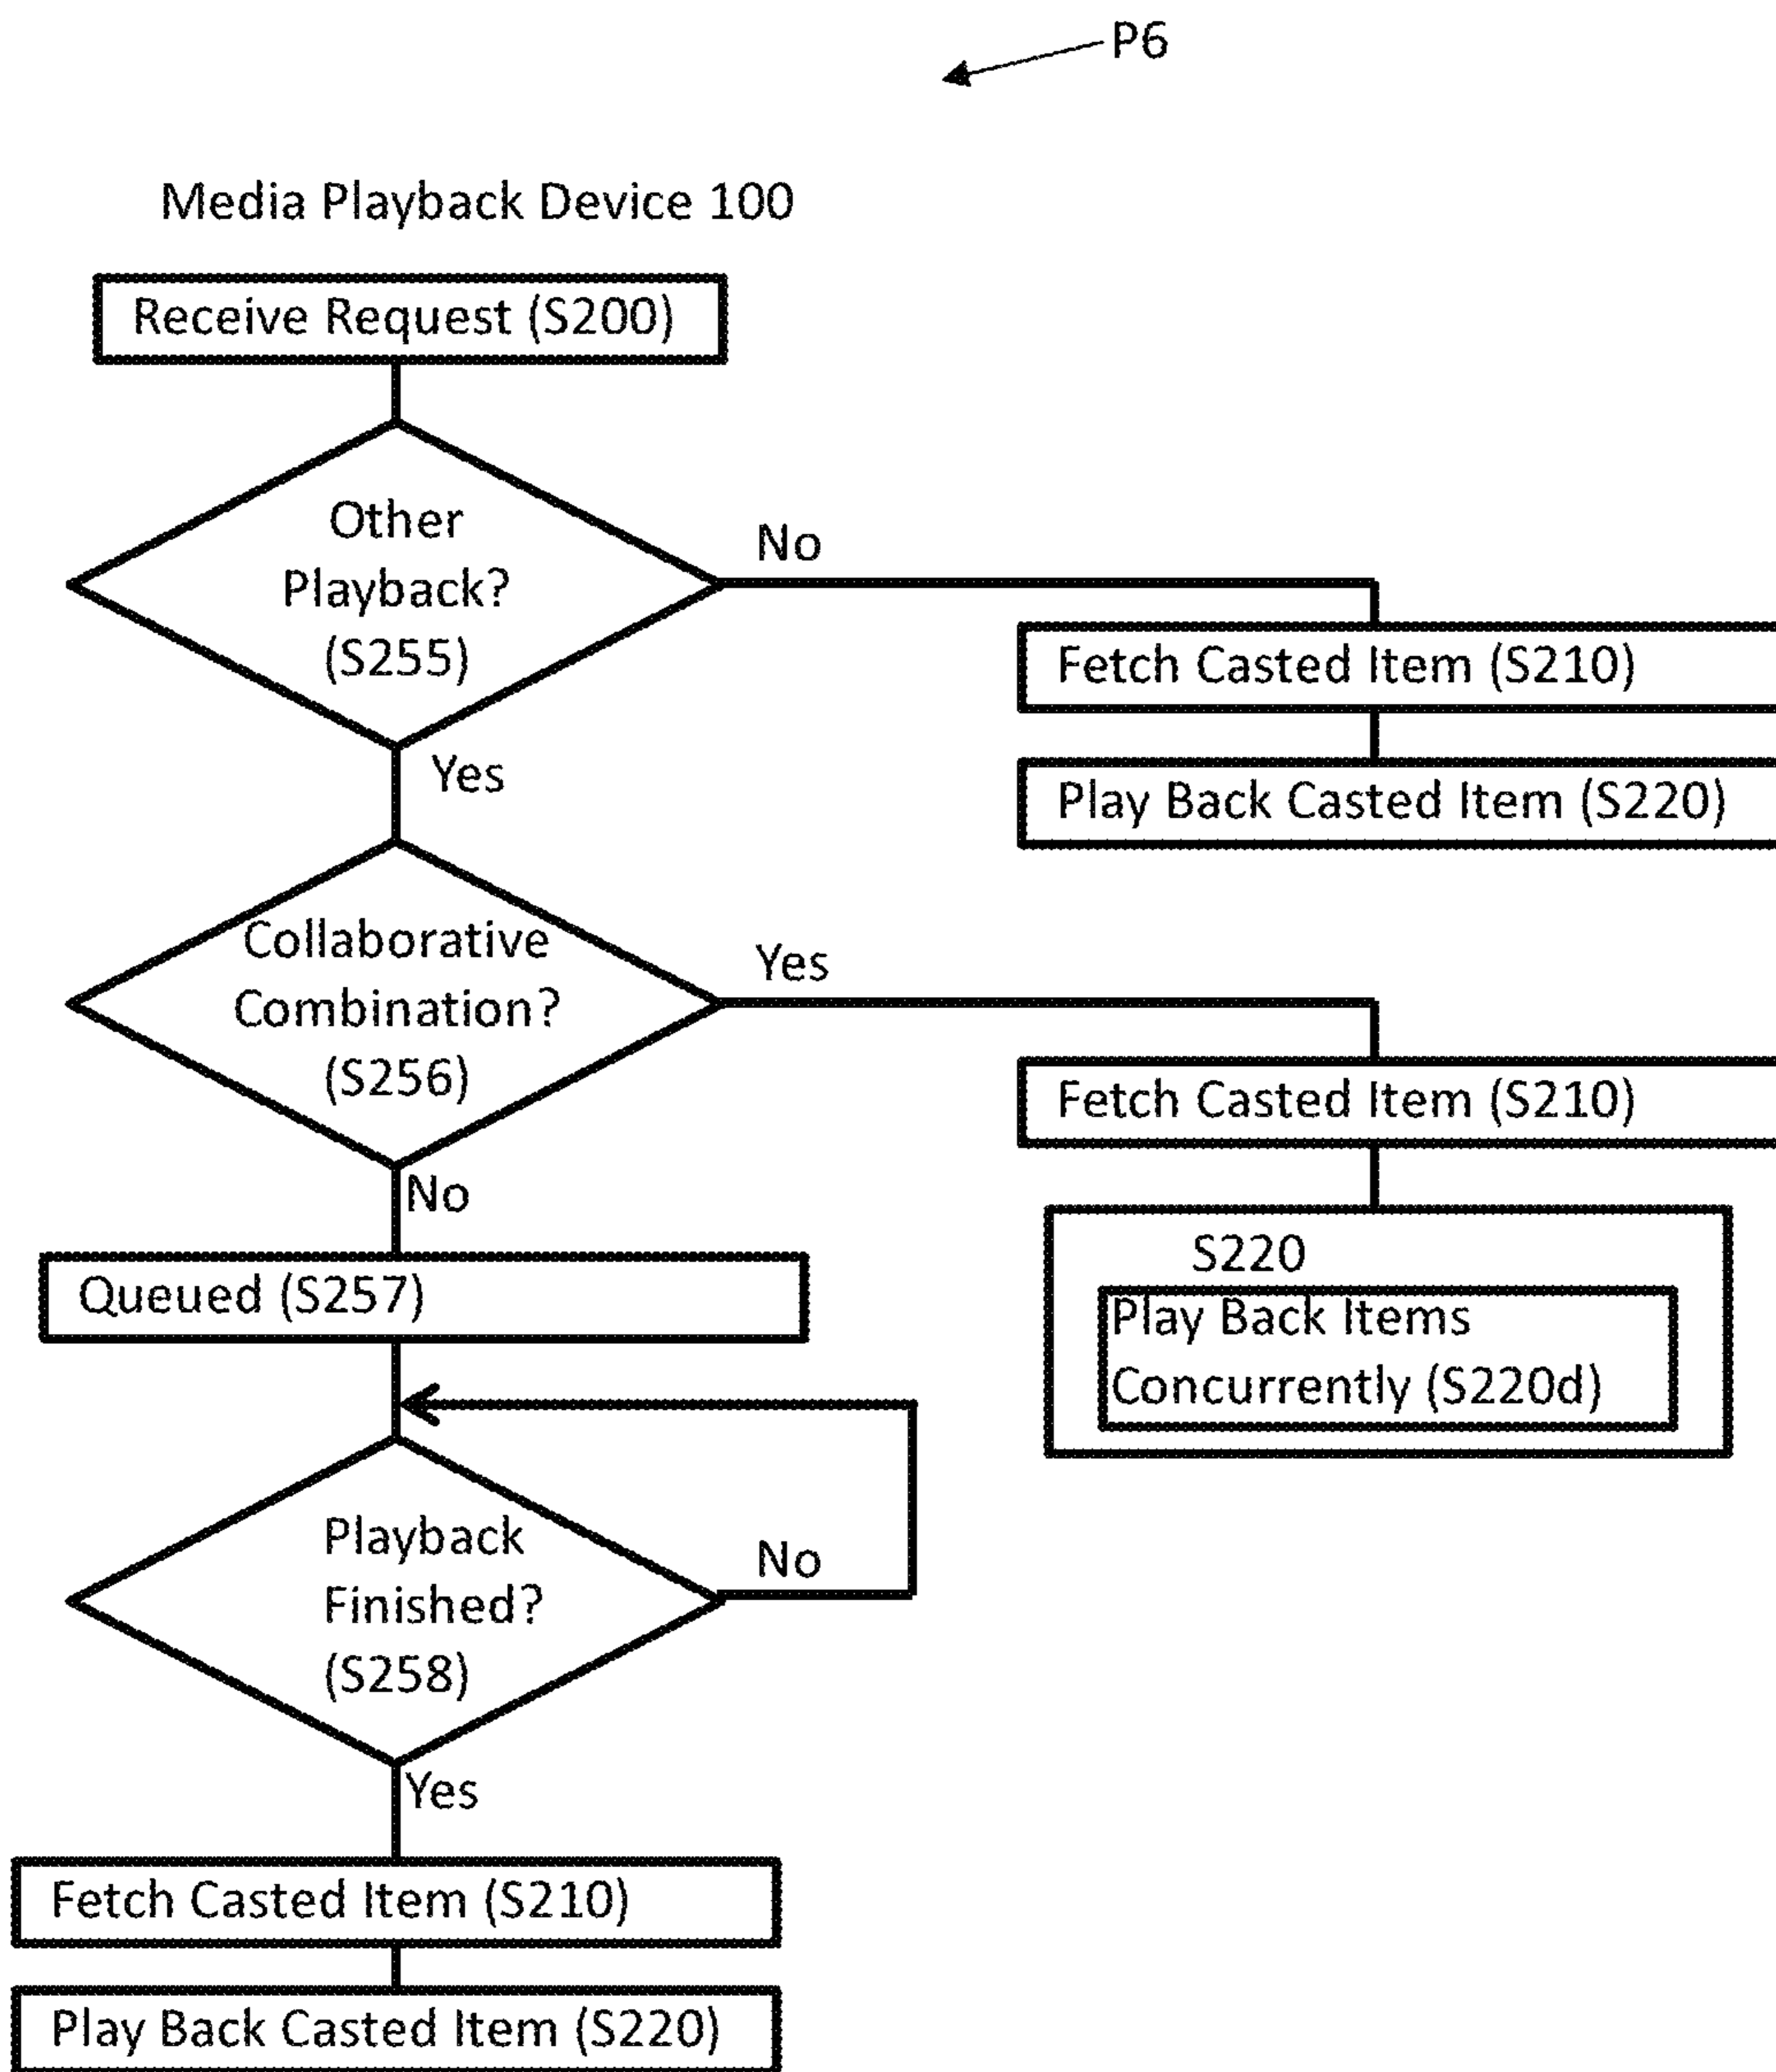 P6
Media Playback Device 100
Receive Request (S200)
Other
Playback?
(S255)
No
Fetch Casted Item (S210)
Play Back Casted Item (S220)
Yes
Collaborative
Combination?
(S256)
Yes
Fetch Casted Item (S210)
S220
Play Back Items
Concurrently (S220d)
No
Queued (S257)
Playback
Finished?
(S258)
No
Yes
Fetch Casted Item (S210)
Play Back Casted Item (S220)